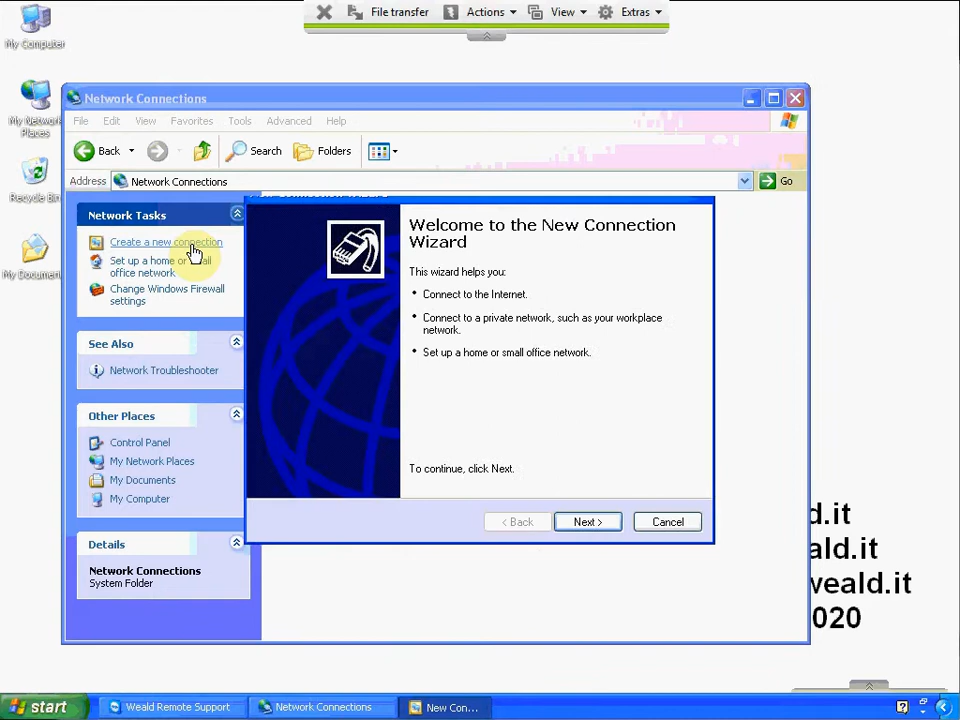 File transfer
Actions
View
Extras
My Computer
My Network
Places
Recycle Bin
My Documen
Network Connections
File Edit View Favorites Tools Advanced Help
Back
Search
Folders
Address
Network Connections
Go
Network Tasks
Create a new connection
Set up a home or small
office network
Change Windows Firewall
settings
See Also
Network Troubleshooter
Other Places
Control Panel
My Network Places
My Documents
My Computer
Details
Network Connections
System Folder
Welcome to the New Connection
Wizard
This wizard helps you:
• Connect to the Internet.
• Connect to a private network, such as your workplace
network.
• Set up a home or small office network.
To continue, click Next.
< Back
Next >
Cancel
d.it
ald.it
weald.it
020
start
Weald Remote Support
Network Connections
New Con...